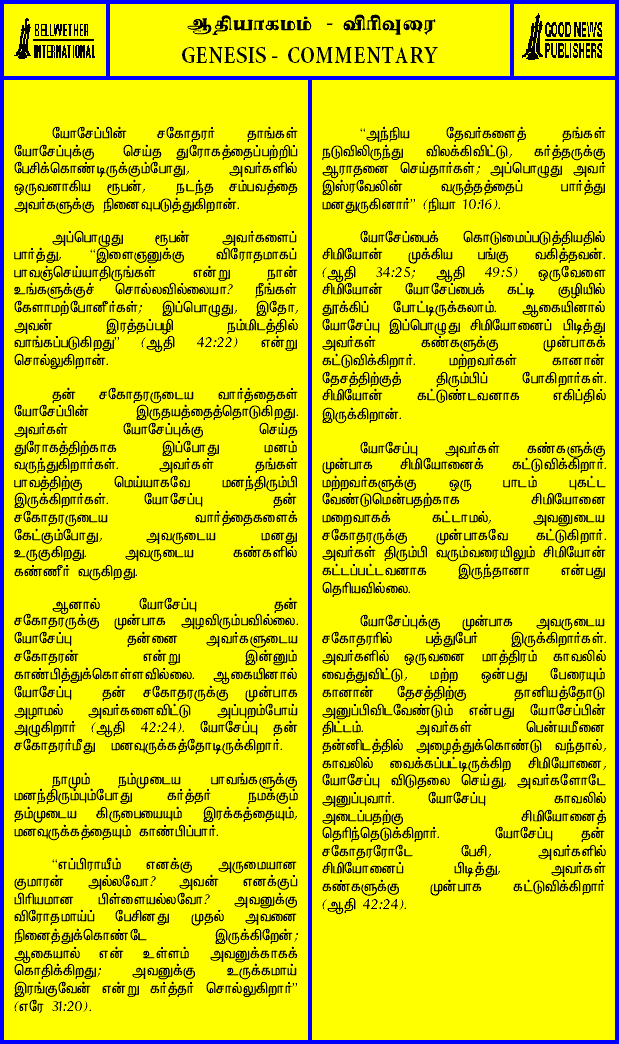 BELLWETHER
INTERNATIONAL
ஆதியாகமம் - விரிவுரை
GENESIS - COMMENTARY
GOOD NEWS
PUBLISHERS
யோசேப்பின் சகோதரர் தாங்கள்
யோசேப்புக்கு செய்த துரோகத்தைப்பற்றிப்
பேசிக்கொண்டிருக்கும்போது, அவர்களில்
ஒருவனாகிய ரூபன், நடந்த சம்பவத்தை
அவர்களுக்கு நினைவுபடுத்துகிறான்.
அப்பொழுது ரூபன் அவர்களைப்
பார்த்து, “இளைஞனுக்கு விரோதமாகப்
பாவஞ்செய்யாதிருங்கள் என்று நான்
உங்களுக்குச் சொல்லவில்லையா? நீங்கள்
கேளாமற்போனீர்கள்; இப்பொழுது, இதோ,
அவன் இரத்தப்பழி நம்மிடத்தில்
வாங்கப்படுகிறது” (ஆதி 42:22) என்று
சொல்லுகிறான்.
தன் சகோதரருடைய வார்த்தைகள்
யோசேப்பின் இருதயத்தைத்தொடுகிறது.
அவர்கள் யோசேப்புக்கு செய்த
துரோகத்திற்காக இப்போது மனம்
வருந்துகிறார்கள். அவர்கள் தங்கள்
பாவத்திற்கு மெய்யாகவே மனந்திரும்பி
இருக்கிறார்கள். யோசேப்பு தன்
சகோதரருடைய வார்த்தைகளைக்
கேட்கும்போது, அவருடைய மனது
உருகுகிறது. அவருடைய கண்களில்
கண்ணீர் வருகிறது.
ஆனால் யோசேப்பு தன்
சகோதரருக்கு முன்பாக அழவிரும்பவில்லை.
யோசேப்பு தன்னை அவர்களுடைய
சகோதரன் என்று இன்னும்
காண்பித்துக்கொள்ளவில்லை. ஆகையினால்
யோசேப்பு தன் சகோதரருக்கு முன்பாக
அழாமல் அவர்களைவிட்டு அப்புறம்போய்
அழுகிறார் (ஆதி 42:24). யோசேப்பு தன்
சகோதரர்மீது மனவுருக்கத்தோடிருக்கிறார்.
நாமும் நம்முடைய பாவங்களுக்கு
மனந்திரும்பும்போது கர்த்தர் நமக்கும்
தம்முடைய கிருபையையும் இரக்கத்தையும்,
மனவுருக்கத்தையும் காண்பிப்பார்.
“எப்பிராயீம் எனக்கு அருமையான
குமாரன் அல்லவோ? அவன் எனக்குப்
பிரியமான பிள்ளையல்லவோ? அவனுக்கு
விரோதமாய்ப் பேசினது முதல் அவனை
நினைத்துக்கொண்டே இருக்கிறேன்;
ஆகையால் என் உள்ளம் அவனுக்காகக்
கொதிக்கிறது; அவனுக்கு உருக்கமாய்
இரங்குவேன் என்று கர்த்தர் சொல்லுகிறார்”
(எரே 31:20).
“அந்நிய தேவர்களைத் தங்கள்
நடுவிலிருந்து விலக்கிவிட்டு, கர்த்தருக்கு
ஆராதனை செய்தார்கள்; அப்பொழுது அவர்
இஸ்ரவேலின் வருத்தத்தைப் பார்த்து
மனதுருகினார்” (நியா 10:16).
யோசேப்பைக் கொடுமைப்படுத்தியதில்
சிமியோன் முக்கிய பங்கு வகித்தவன்.
(ஆதி 34:25; ஆதி 49:5) ஒருவேளை
சிமியோன் யோசேப்பைக் கட்டி குழியில்
தூக்கிப் போட்டிருக்கலாம். ஆகையினால்
யோசேப்பு இப்பொழுது சிமியோனைப் பிடித்து
அவர்கள் கண்களுக்கு முன்பாகக்
கட்டுவிக்கிறார். மற்றவர்கள் கானான்
தேசத்திற்குத் திரும்பிப் போகிறார்கள்.
சிமியோன் கட்டுண்டவனாக எகிப்தில்
இருக்கிறான்.
யோசேப்பு அவர்கள் கண்களுக்கு
முன்பாக சிமியோனைக் கட்டுவிக்கிறார்.
மற்றவர்களுக்கு ஒரு பாடம் புகட்ட
வேண்டுமென்பதற்காக சிமியோனை
மறைவாகக் கட்டாமல், அவனுடைய
சகோதரருக்கு முன்பாகவே கட்டுகிறார்.
அவர்கள் திரும்பி வரும்வரையிலும் சிமியோன்
கட்டப்பட்டவனாக இருந்தானா என்பது
தெரியவில்லை.
யோசேப்புக்கு முன்பாக அவருடைய
சகோதரரில் பத்துபேர் இருக்கிறார்கள்.
அவர்களில் ஒருவனை மாத்திரம் காவலில்
வைத்துவிட்டு, மற்ற ஒன்பது பேரையும்
கானான் தேசத்திற்கு தானியத்தோடு
அனுப்பிவிடவேண்டும் என்பது யோசேப்பின்
திட்டம். அவர்கள் பென்யமீனை
தன்னிடத்தில் அழைத்துக்கொண்டு வந்தால்,
காவலில் வைக்கப்பட்டிருக்கிற சிமியோனை,
யோசேப்பு விடுதலை செய்து, அவர்களோடே
அனுப்புவார். யோசேப்பு காவலில்
அடைப்பதற்கு சிமியோனைத்
தெரிந்தெடுக்கிறார். யோசேப்பு தன்
சகோதரரோடே பேசி, அவர்களில்
சிமியோனைப் பிடித்து, அவர்கள்
கண்களுக்கு முன்பாக கட்டுவிக்கிறார்
(ஆதி 42:24).